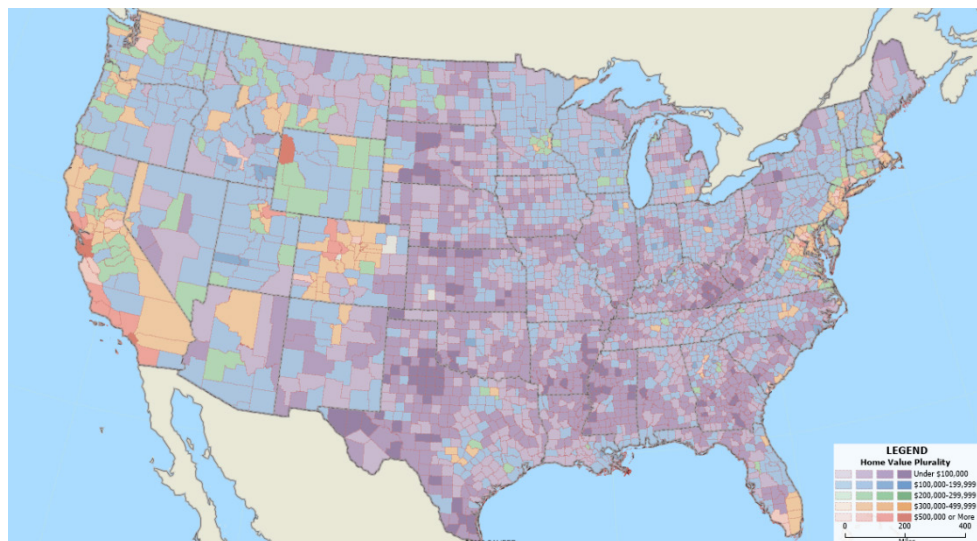 LEGEND
Home Value Plurality
Under $100,000
$100,000-199,999
$200,000-299,999
$300,000-499,999
$500,000 or More
0 200 400
Miles